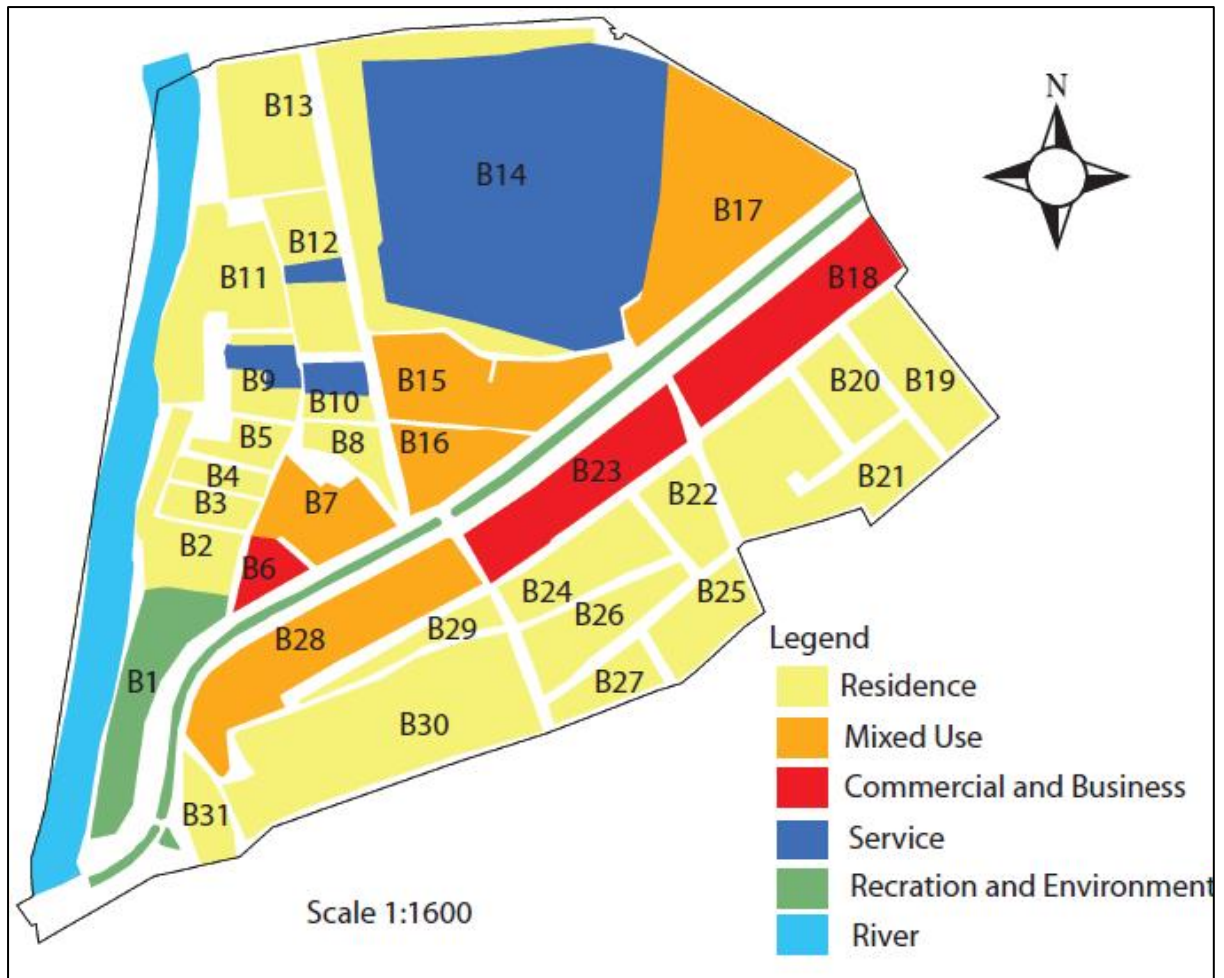 N
B13
B14
B17
B12
B11
B18
B9
B10
B15
B20
B19
B5
B8
B16
B4
B23
B21
B3
B7
B22
B2
B6
B24
B25
B29
B26
B28
B1
B27
B30
B31
Legend
Residence
Mixed Use
Commercial and Business
Service
Recration and Environment
River
Scale 1:1600